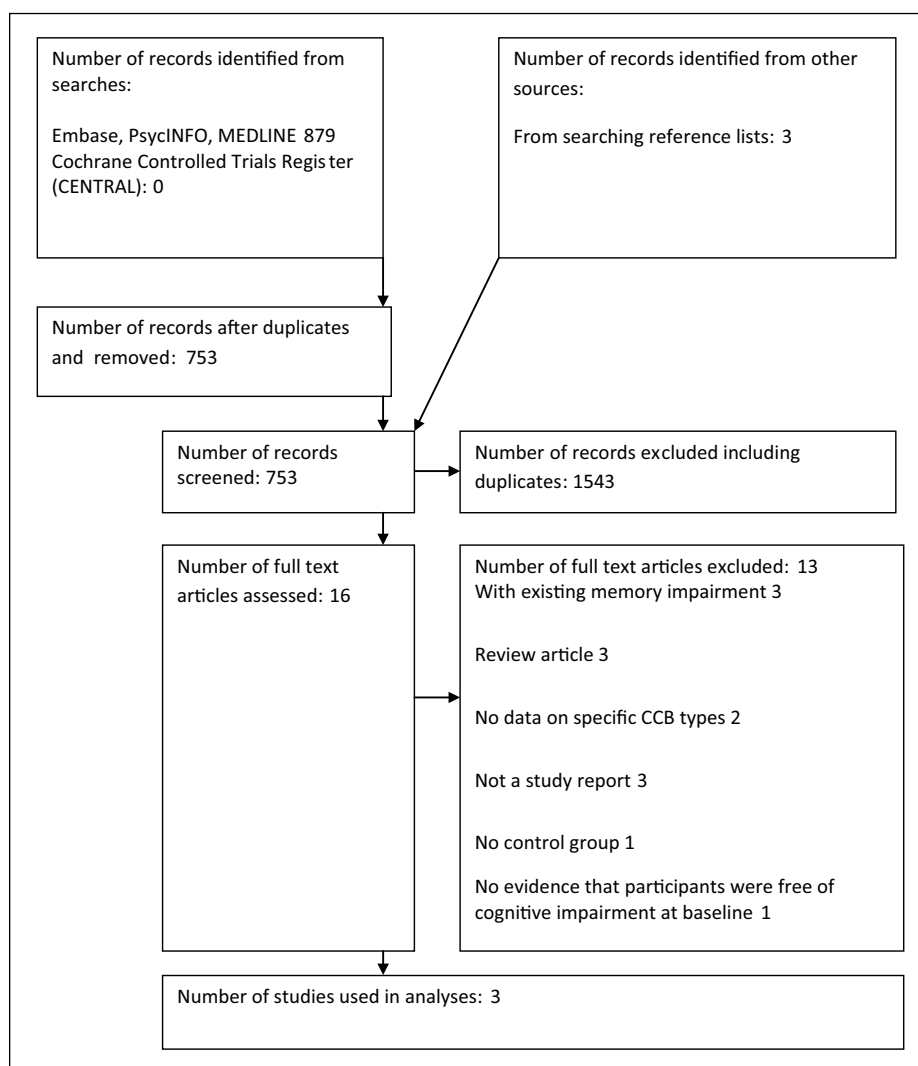 Number of records identified from
searches:
Embase, PsycINFO, MEDLINE 879
Cochrane Controlled Trials Register
(CENTRAL): 0
Number of records identified from other
sources:
From searching reference lists: 3
Number of records after duplicates
and removed: 753
Number of records
screened: 753
Number of records excluded including
duplicates: 1543
Number of full text
articles assessed: 16
Number of full text articles excluded: 13
With existing memory impairment 3
Review article 3
No data on specific CCB types 2
Not a study report 3
No control group 1
No evidence that participants were free of
cognitive impairment at baseline 1
Number of studies used in analyses: 3